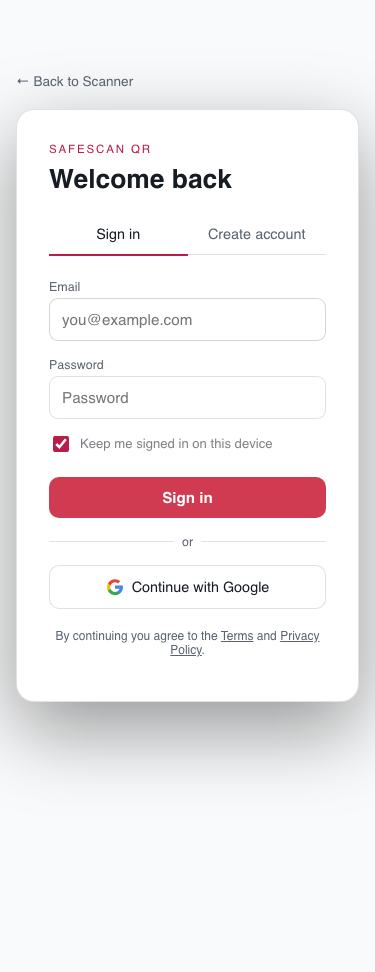 ← Back to Scanner
SAFESCAN QR
Welcome back
Sign in
Create account
Email
you@example.com
Password
Password
Keep me signed in on this device
Sign in
or
Continue with Google
By continuing you agree to the Terms and Privacy
Policy.